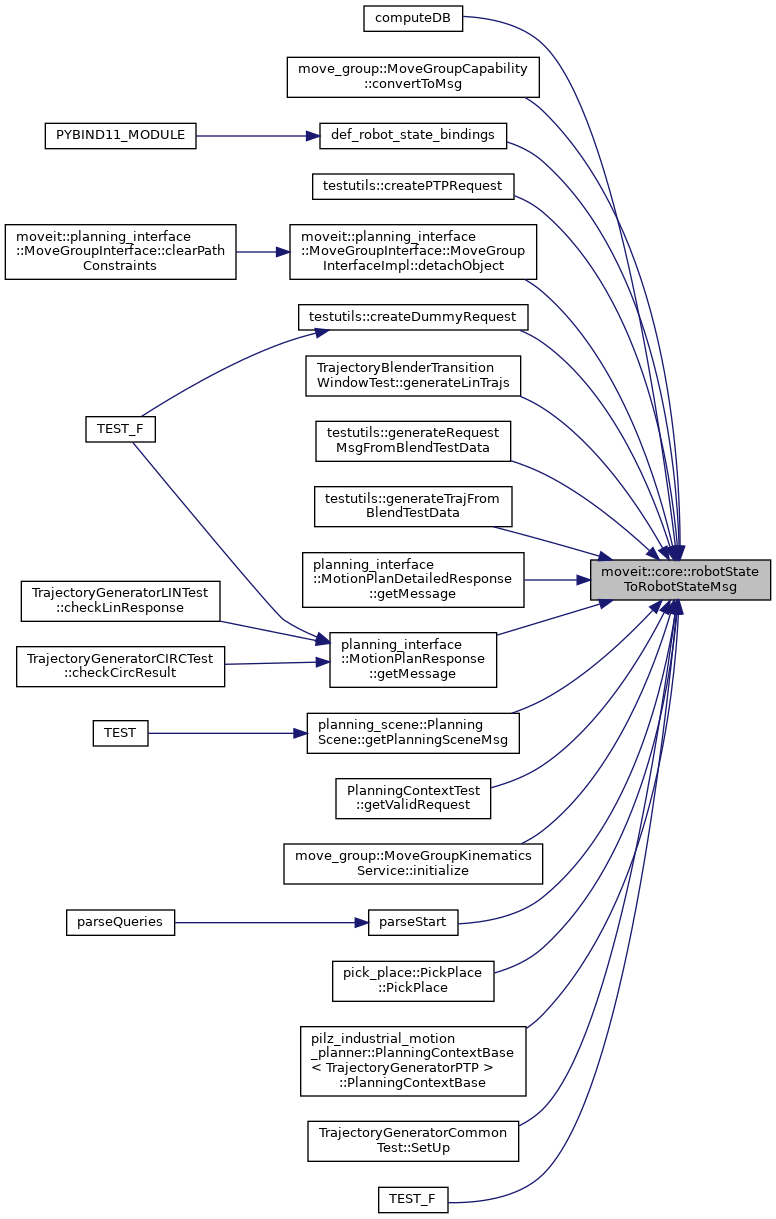 computeDB
move_group::MoveGroupCapability
::convertToMsg
PYBIND11_MODULE
def_robot_state_bindings
testutils::createPTPRequest
moveit::planning_interface
::MoveGroupInterface::clearPath
Constraints
moveit::planning_interface
::MoveGroupInterface::MoveGroup
InterfaceImpl::detachObject
testutils::createDummyRequest
TrajectoryBlenderTransition
WindowTest::generateLinTrajs
TEST_F
testutils::generateRequest
MsgFromBlendTestData
testutils::generateTrajFrom
BlendTestData
planning_interface
::MotionPlanDetailedResponse
::getMessage
moveit::core::robotState
ToRobotStateMsg
TrajectoryGeneratorLINTest
::checkLinResponse
TrajectoryGeneratorCIRCTest
::checkCircResult
planning_interface
::MotionPlanResponse
::getMessage
TEST
planning_scene::Planning
Scene::getPlanningSceneMsg
PlanningContextTest
::getValidRequest
move_group::MoveGroupKinematics
Service::initialize
parseQueries
parseStart
pick_place::PickPlace
::PickPlace
pilz_industrial_motion
_planner::PlanningContextBase
< TrajectoryGeneratorPTP >
::PlanningContextBase
TrajectoryGeneratorCommon
Test::SetUp
TEST_F